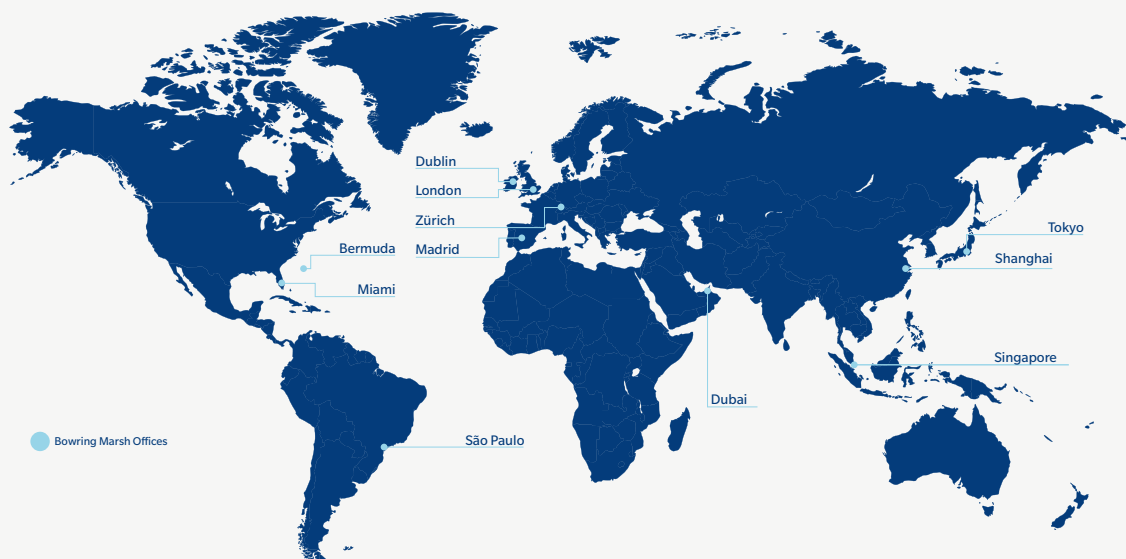 Dublin
London
Zürich
Madrid
Bermuda
Miami
Tokyo
Shanghai
Singapore
Dubai
São Paulo
Bowring Marsh Offices